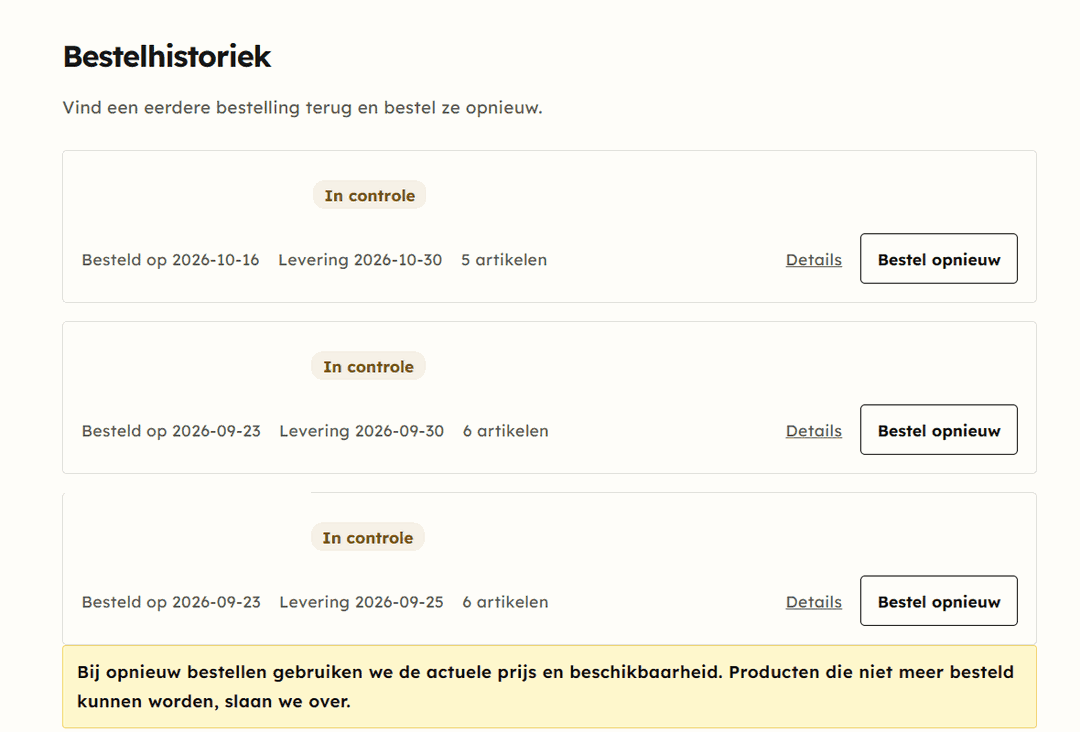 Bestelhistoriek
Vind een eerdere bestelling terug en bestel ze opnieuw.
In controle
Besteld op 2026-10-16 Levering 2026-10-30 5 artikelen Details Bestel opnieuw
In controle
Besteld op 2026-09-23 Levering 2026-09-30 6 artikelen Details Bestel opnieuw
In controle
Besteld op 2026-09-23 Levering 2026-09-25 6 artikelen Details Bestel opnieuw
Bij opnieuw bestellen gebruiken we de actuele prijs en beschikbaarheid. Producten die niet meer besteld
kunnen worden, slaan we over.